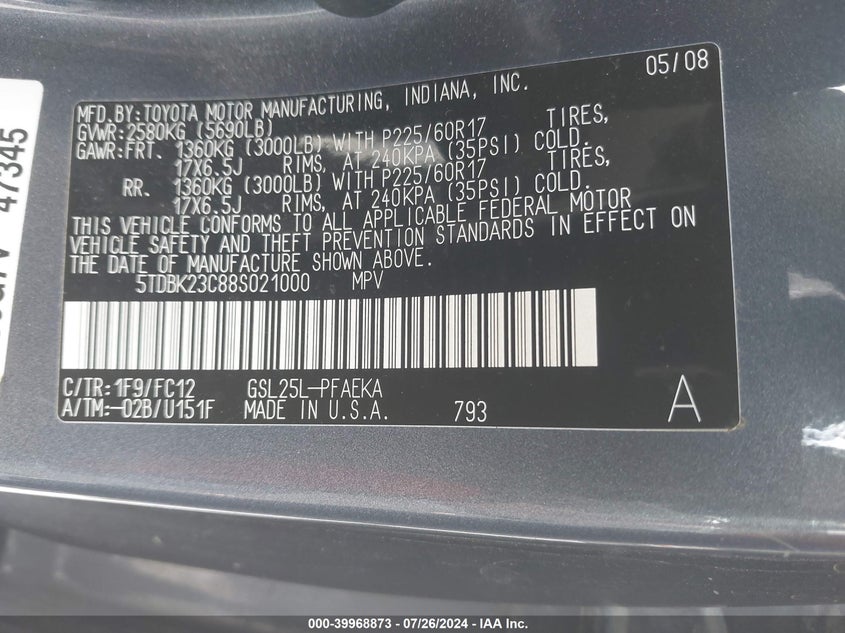 05/08
MFD.BY:TOYOTA MOTOR MANUFACTURING, INDIANA, INC.
GVWR:2580KG (5690LB)
GAWR:FRT. 1360KG (3000LB) WITH P225/60R17 TIRES,
17X6.5J RIMS, AT 240KPA (35PSI) COLD.
RR. 1360KG (3000LB) WITH P225/60R17 TIRES,
17X6.5J RIMS, AT 240KPA (35PSI) COLD.
THIS VEHICLE CONFORMS TO ALL APPLICABLE FEDERAL MOTOR
VEHICLE SAFETY AND THEFT PREVENTION STANDARDS IN EFFECT ON
THE DATE OF MANUFACTURE SHOWN ABOVE.
5TDBK23C88S021000 MPV
C/TR:1F9/FC12 GSL25L-PFAEKA
A/TM:-02B/U151F MADE IN U.S.A. 793 A
47345
000-39968873 - 07/26/2024 - IAA Inc.